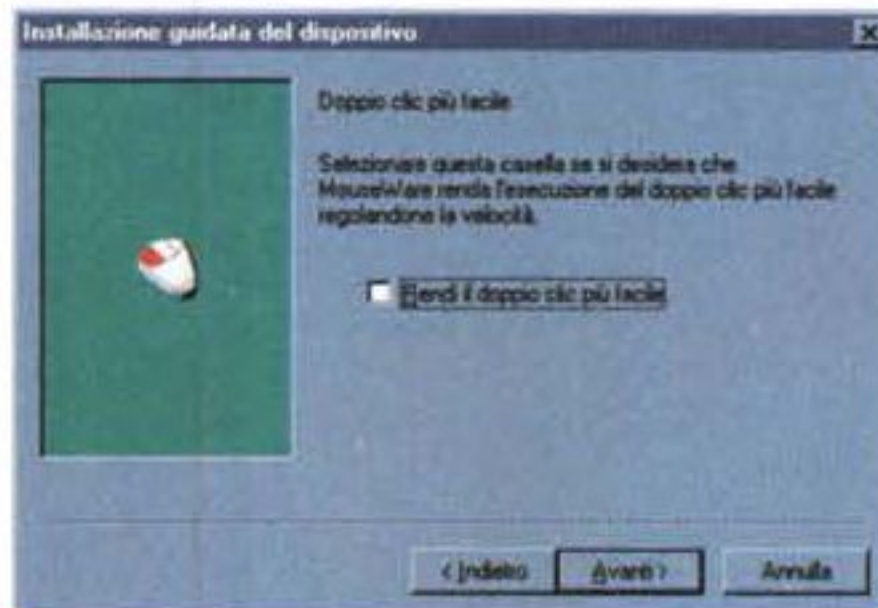 Installazione guidata del dispositivo
Doppio clic più facile
Selezionare questa casella se si desidera che
MouseWare renda l'esecuzione del doppio clic più facile
regolandone la velocità.
Rendi il doppio clic più facile
< Indietro
Avanti >
Annulla